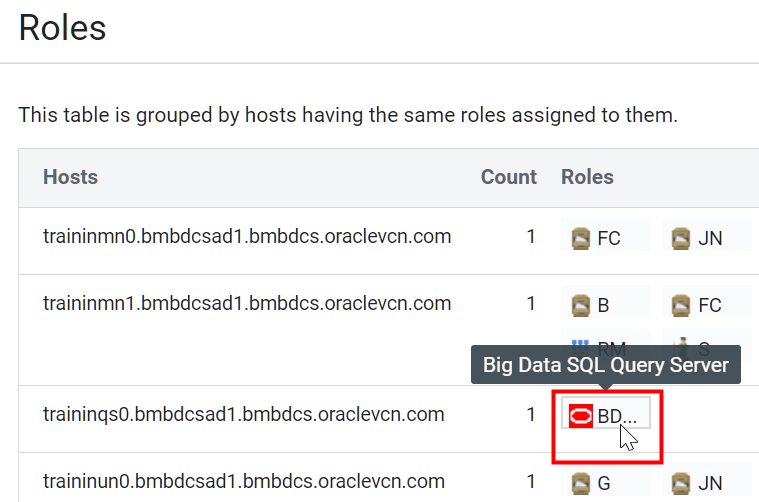 Roles
This table is grouped by hosts having the same roles assigned to them.
Hosts Count Roles
traininmn0.bmbdcsad1.bmbdcs.oraclevcn.com 1 FC JN
traininmn1.bmbdcsad1.bmbdcs.oraclevcn.com 1 B FC
RM S
Big Data SQL Query Server
traininqs0.bmbdcsad1.bmbdcs.oraclevcn.com 1 BD...
traininun0.bmbdcsad1.bmbdcs.oraclevcn.com 1 G JN